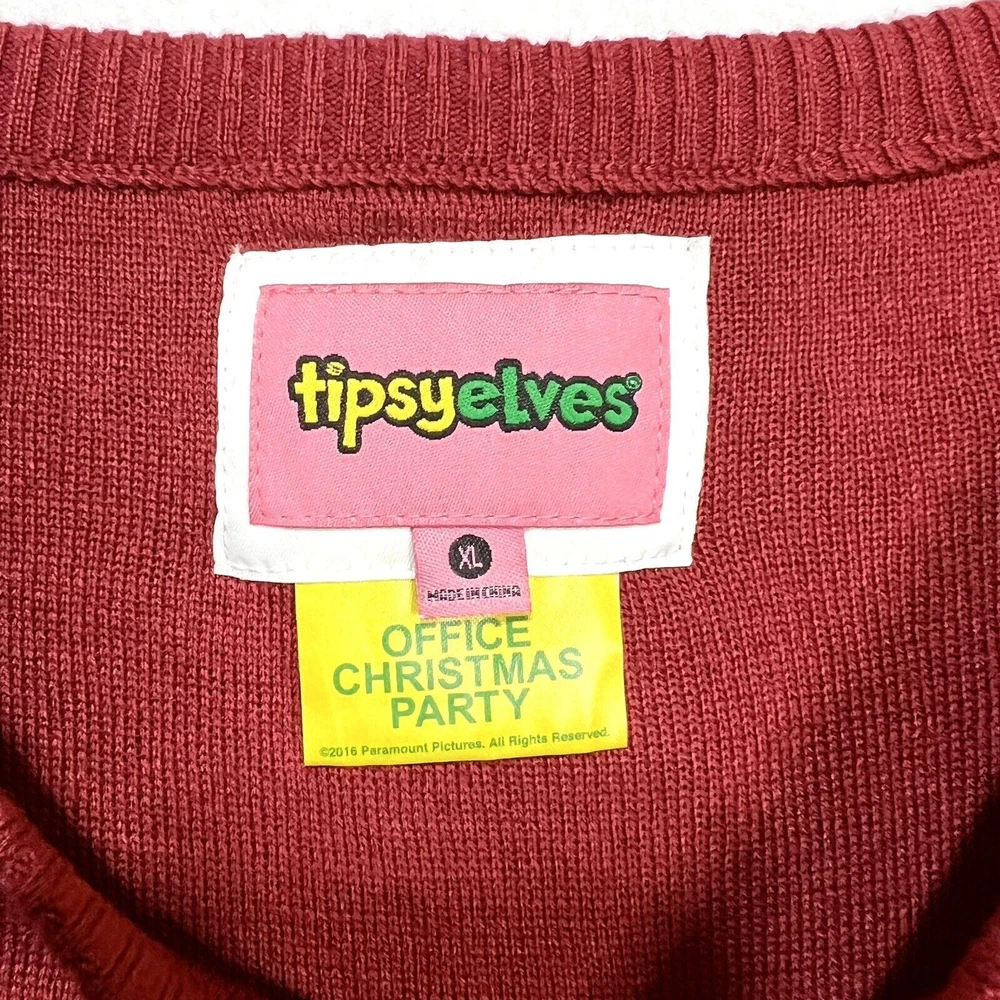 tipsyelves®
XL
MADE IN CHINA
OFFICE
CHRISTMAS
PARTY
©2016 Paramount Pictures. All Rights Reserved.